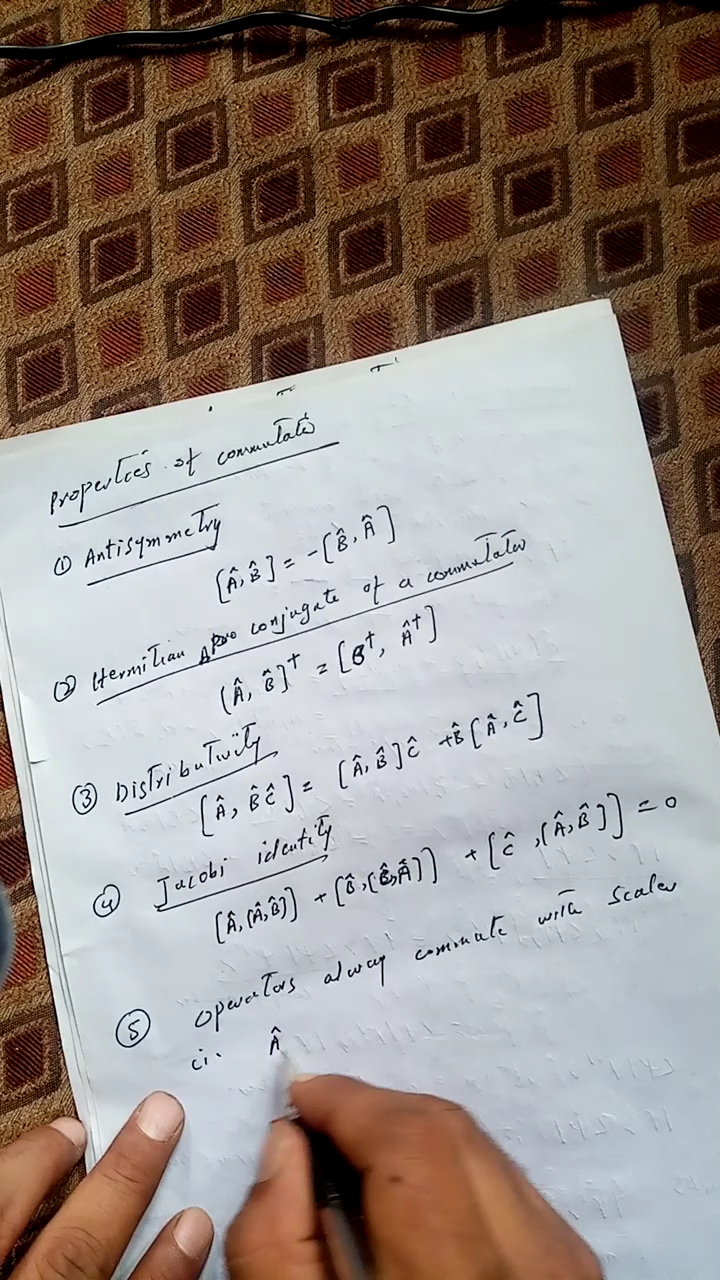 Properties of commutator
① Antisymmetry
[Â, B̂] = -[B̂, Â]
② Hermitian conjugate of a commutator
[Â, B̂]† = [B†, Â†]
③ Distributivity
[Â, B̂Ĉ] = [Â, B̂]Ĉ + B̂[Â, Ĉ]
④ Jacobi identity
[Â, [Â, B̂]] + [B̂, [Ĉ, Â]] + [Ĉ, [Â, B̂]] = 0
⑤ operators alway commute with scalar
Â